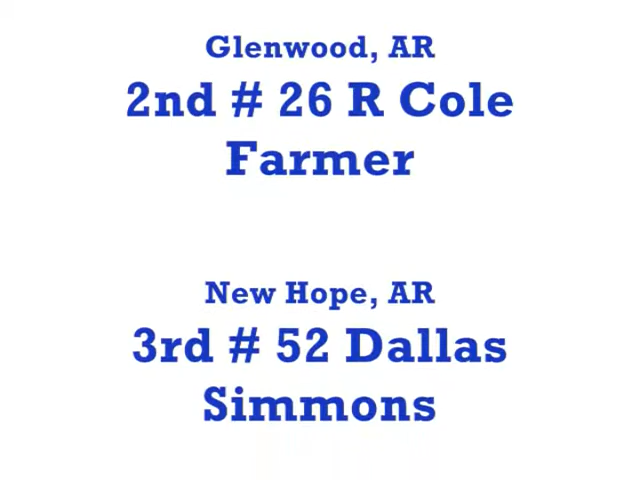 Glenwood, AR
2nd # 26 R Cole
Farmer
New Hope, AR
3rd # 52 Dallas
Simmons